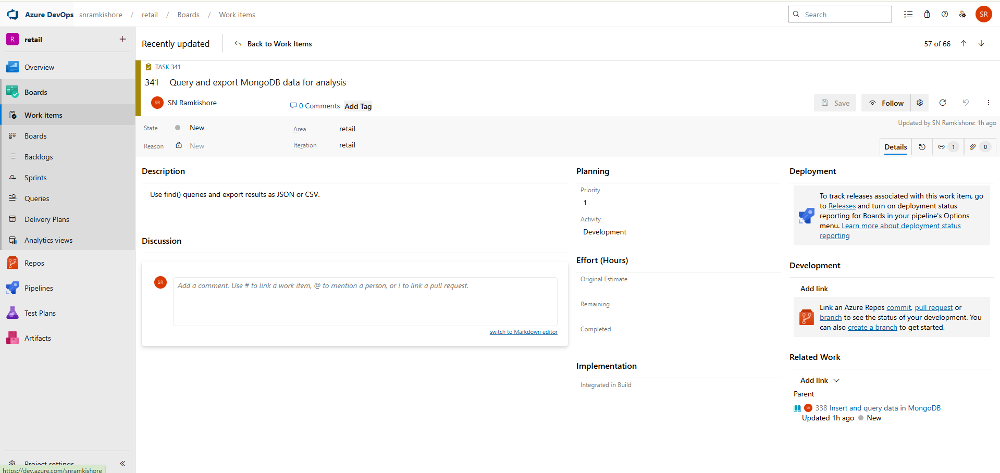 Azure DevOps snramkishore / retail / Boards / Work items
Search
SR
R retail
Recently updated
Back to Work Items
57 of 66
Overview
Boards
Work items
Boards
Backlogs
Sprints
Queries
Delivery Plans
Analytics views
Repos
Pipelines
Test Plans
Artifacts
Project settings
https://dev.azure.com/snramkishore
TASK 341
341 Query and export MongoDB data for analysis
SR SN Ramkishore
0 Comments
Add Tag
Save
Follow
State New
Area retail
Updated by SN Ramkishore: 1h ago
Reason New
Iteration retail
Details
1
0
Description
Use find() queries and export results as JSON or CSV.
Discussion
SR
Add a comment. Use # to link a work item, @ to mention a person, or ! to link a pull request.
switch to Markdown editor
Planning
Priority
1
Activity
Development
Effort (Hours)
Original Estimate
Remaining
Completed
Implementation
Integrated in Build
Deployment
To track releases associated with this work item, go
to Releases and turn on deployment status
reporting for Boards in your pipeline's Options
menu. Learn more about deployment status
reporting
Development
Add link
Link an Azure Repos commit, pull request or
branch to see the status of your development. You
can also create a branch to get started.
Related Work
Add link
Parent
SR 338 Insert and query data in MongoDB
Updated 1h ago New